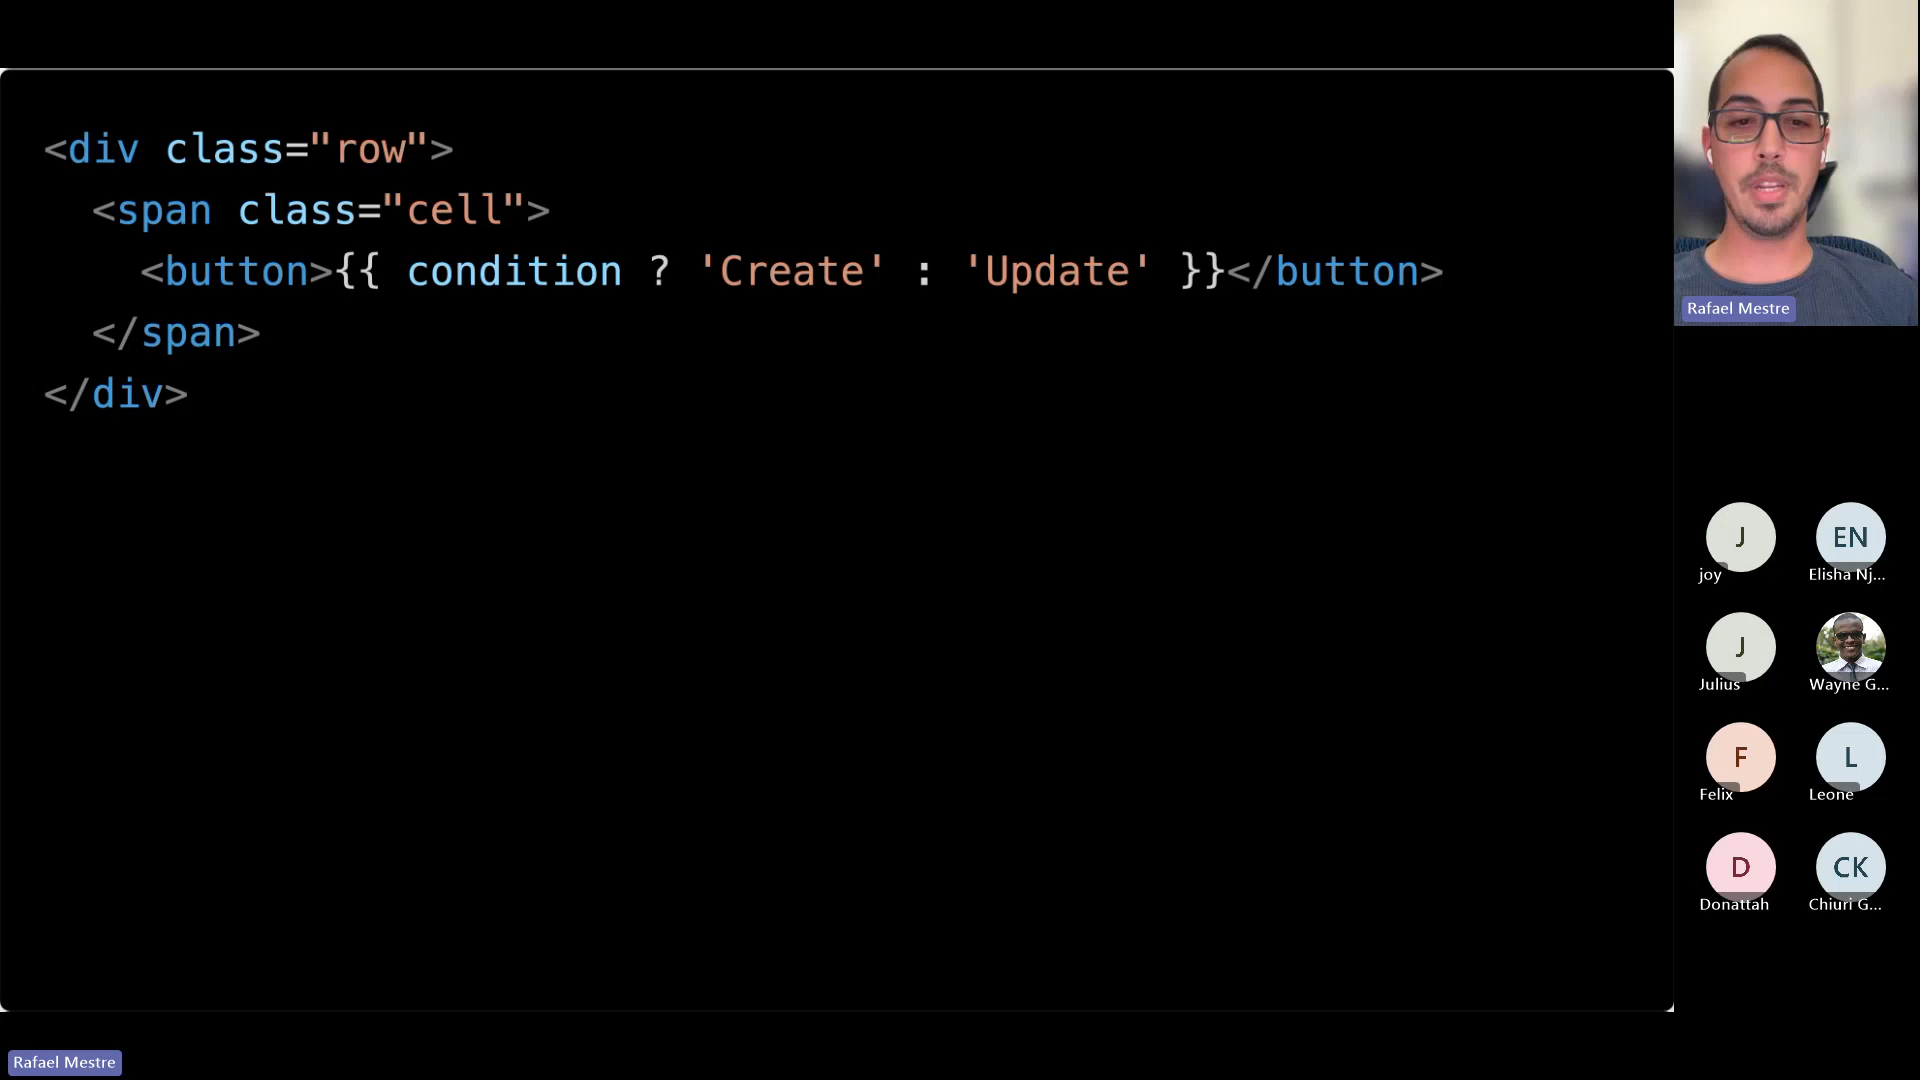 <div class="row">
<span class="cell">
<button>{{ condition ? 'Create' : 'Update' }}</button>
</span>
</div>
Rafael Mestre
J
joy
EN
Elisha Nj...
J
Julius
Wayne G...
F
Felix
L
Leone
D
Donattah
CK
Chiuri G...
Rafael Mestre